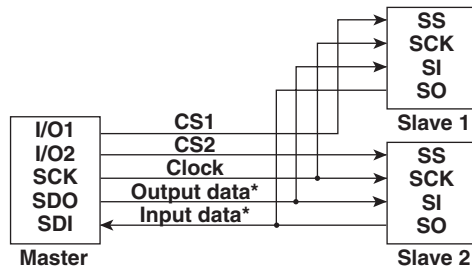 SS
SCK
SI
SO
Slave 1
I/O1
I/O2
SCK
SDO
SDI
Master
CS1
CS2
Clock
Output data*
Input data*
SS
SCK
SI
SO
Slave 2